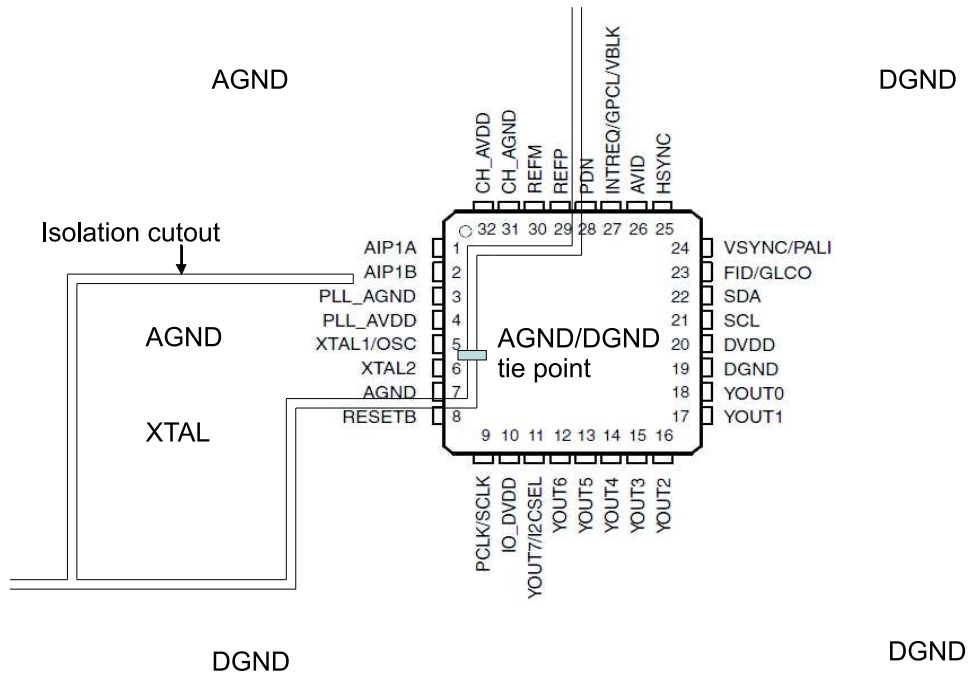 AGND
DGND
CH_AVDD
CH_AGND
REFM
REFP
PDN
INTREQ/GPCL/VBLK
AVID
HSYNC
Isolation cutout
32 31 30 29 28 27 26 25
AIP1A 1
AIP1B 2
PLL_AGND 3
PLL_AVDD 4
XTAL1/OSC 5
XTAL2 6
AGND 7
RESETB 8
24 VSYNC/PALI
23 FID/GLCO
22 SDA
21 SCL
20 DVDD
19 DGND
18 YOUT0
17 YOUT1
AGND
XTAL
AGND/DGND
tie point
9 10 11 12 13 14 15 16
PCLK/SCLK
IO_DVDD
YOUT7/I2CSEL
YOUT6
YOUT5
YOUT4
YOUT3
YOUT2
DGND
DGND